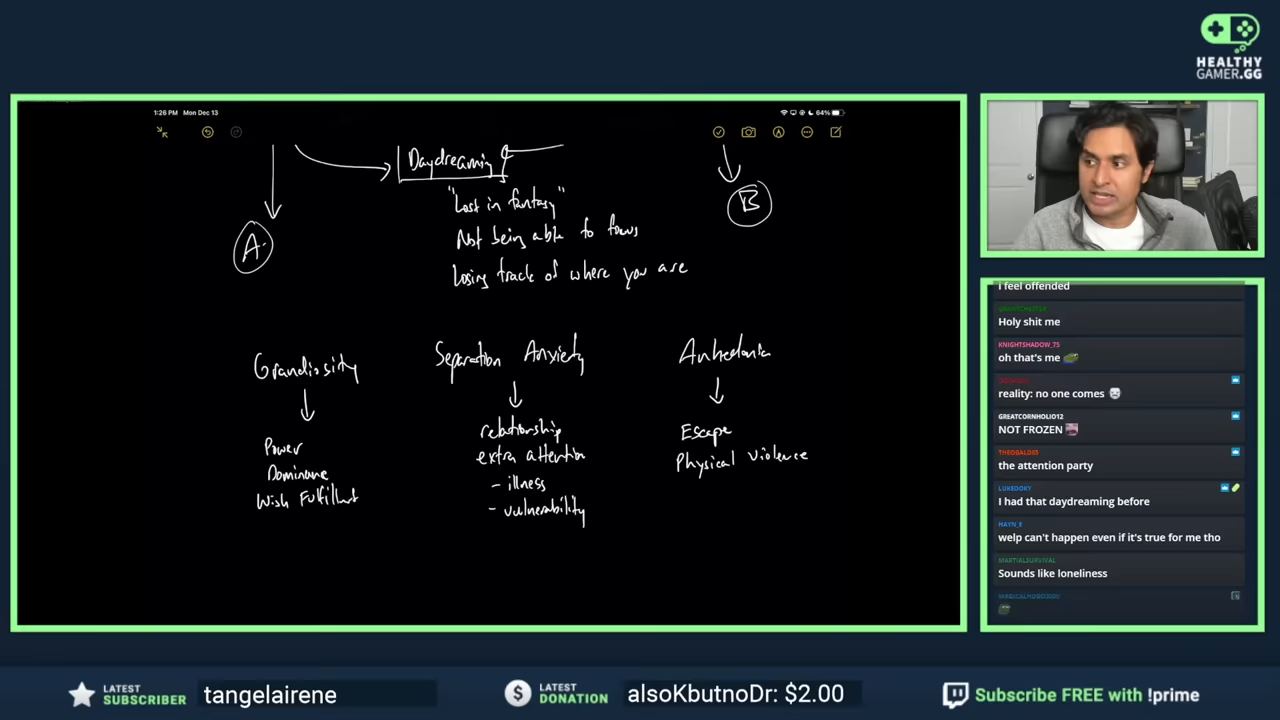 HEALTHY
GAMER.GG
1:26 PM Mon Dec 13
64%
Daydreaming
"Lost in fantasy"
Not being able to focus
Losing track of where you are
A
B
Grandiosity
Separation Anxiety
Anhedonia
Power
Dominance
Wish Fulfillment
relationship
extra attention
- illness
- vulnerability
Escape
Physical violence
I feel offended
Holy shit me
KNIGHTSHADOW_75
oh that's me
reality: no one comes
GREATCORNHOLIO12
NOT FROZEN
the attention party
LUKEDOKY
I had that daydreaming before
HAYN_E
welp can't happen even if it's true for me tho
MARTIALSURVIVAL
Sounds like loneliness
LATEST
SUBSCRIBER
tangelairene
$
LATEST
DONATION
alsoKbutnoDr: $2.00
Subscribe FREE with !prime